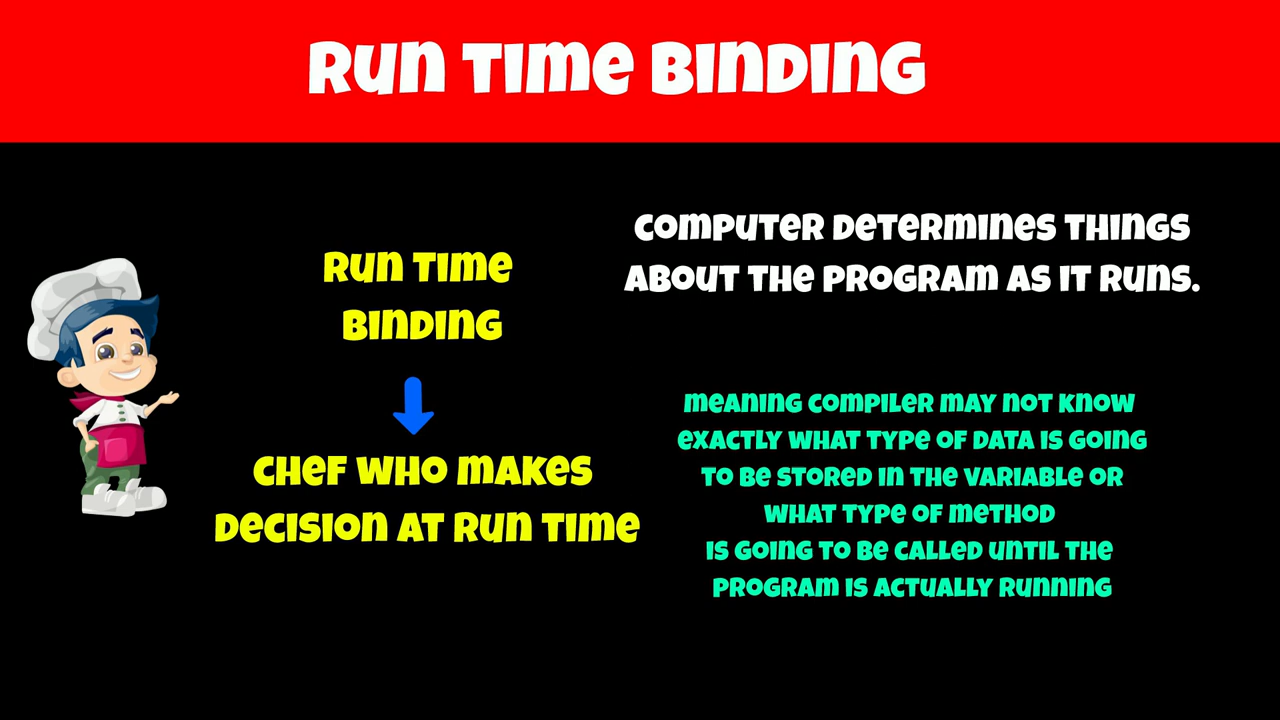 Run Time Binding
Run Time
Binding
Chef who makes
decision at run time
Computer determines things
about the program as it runs.
meaning compiler may not know
exactly what type of data is going
to be stored in the variable or
what type of method
is going to be called until the
program is actually running